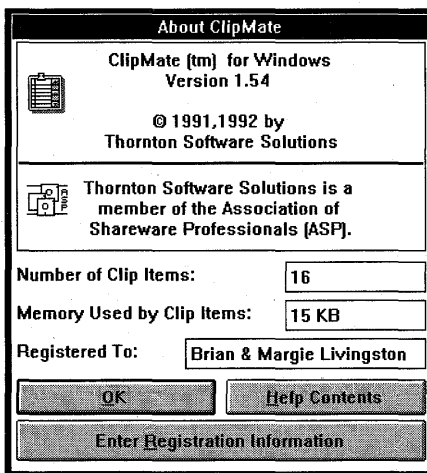 About ClipMate
ClipMate (tm) for Windows
Version 1.54
© 1991,1992 by
Thornton Software Solutions
Thornton Software Solutions is a
member of the Association of
Shareware Professionals (ASP).
Number of Clip Items: 16
Memory Used by Clip Items: 15 KB
Registered To: Brian & Margie Livingston
OK Help Contents
Enter Registration Information